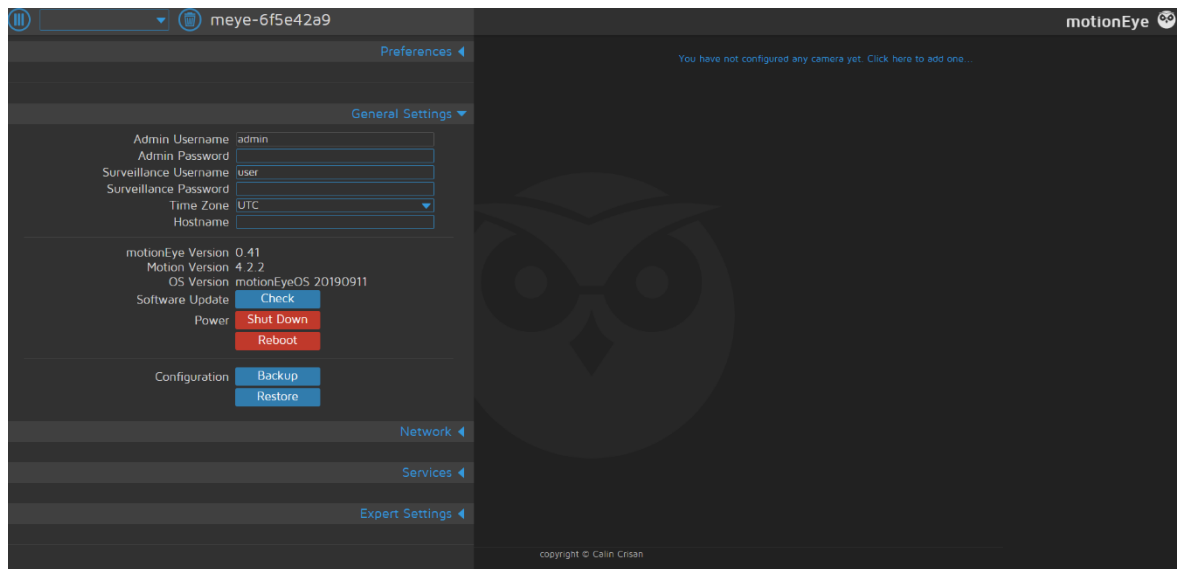 meye-6f5e42a9
motionEye
Preferences
You have not configured any camera yet. Click here to add one...
General Settings
Admin Username admin
Admin Password
Surveillance Username user
Surveillance Password
Time Zone UTC
Hostname
motionEye Version 0.41
Motion Version 4.2.2
OS Version motionEyeOS 20190911
Software Update Check
Power Shut Down
Reboot
Configuration Backup
Restore
Network
Services
Expert Settings
copyright © Calin Crisan